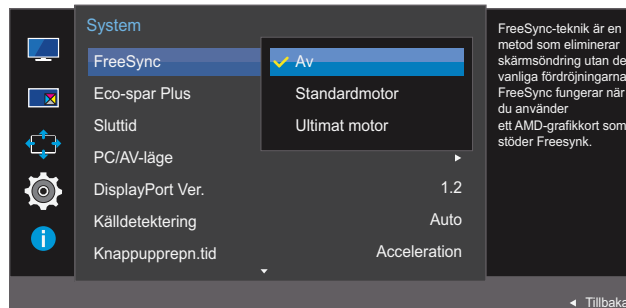 System
FreeSync
Av
Eco-spar Plus
Standardmotor
Sluttid
Ultimat motor
PC/AV-läge
DisplayPort Ver.
1.2
Källdetektering
Auto
Knappupprepn.tid
Acceleration
FreeSync-teknik är en
metod som eliminerar
skärmsöndring utan de
vanliga fördröjningarna
FreeSync fungerar när
du använder
ett AMD-grafikkort som
stöder Freesynk.
Tillbaka